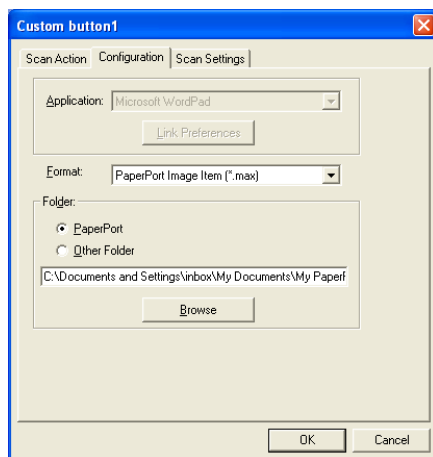 Custom button1
Scan Action Configuration Scan Settings
Application: Microsoft WordPad
Link Preferences
Format: PaperPort Image Item (*.max)
Folder:
PaperPort
Other Folder
C:\Documents and Settings\inbox\My Documents\My PaperF
Browse
OK Cancel